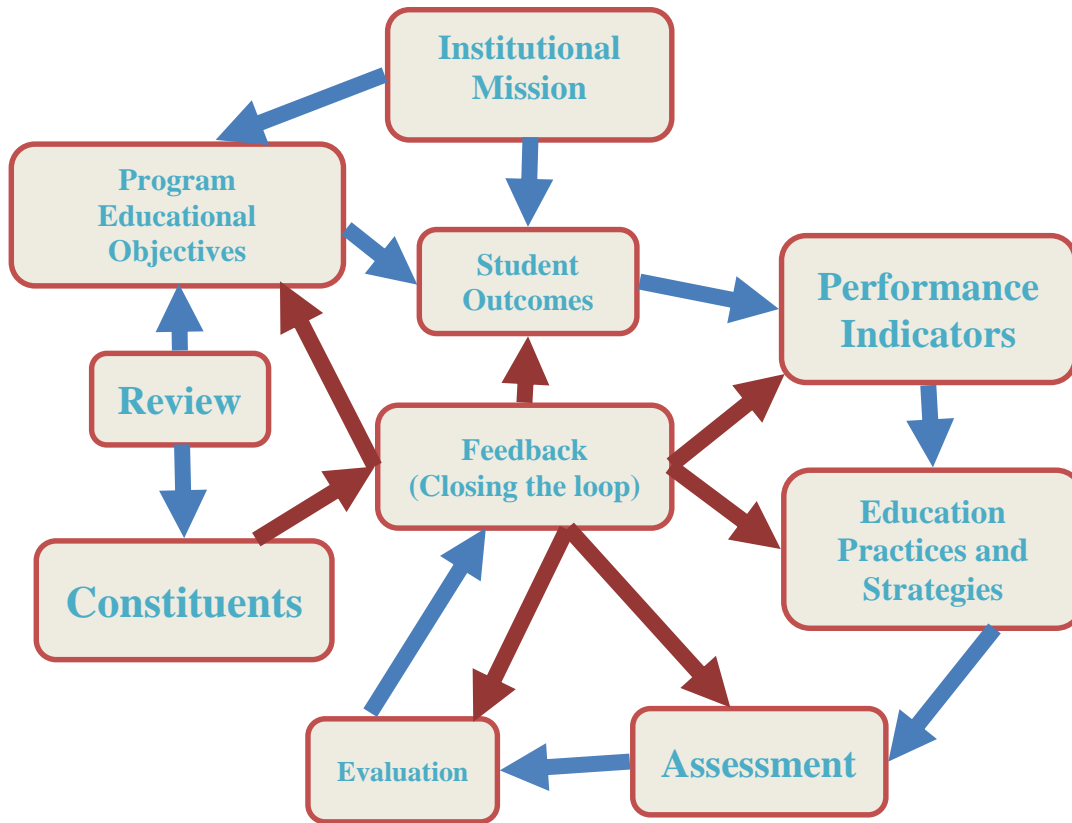 Institutional
Mission
Program
Educational
Objectives
Student
Outcomes
Performance
Indicators
Review
Feedback
(Closing the loop)
Education
Practices and
Strategies
Constituents
Evaluation
Assessment